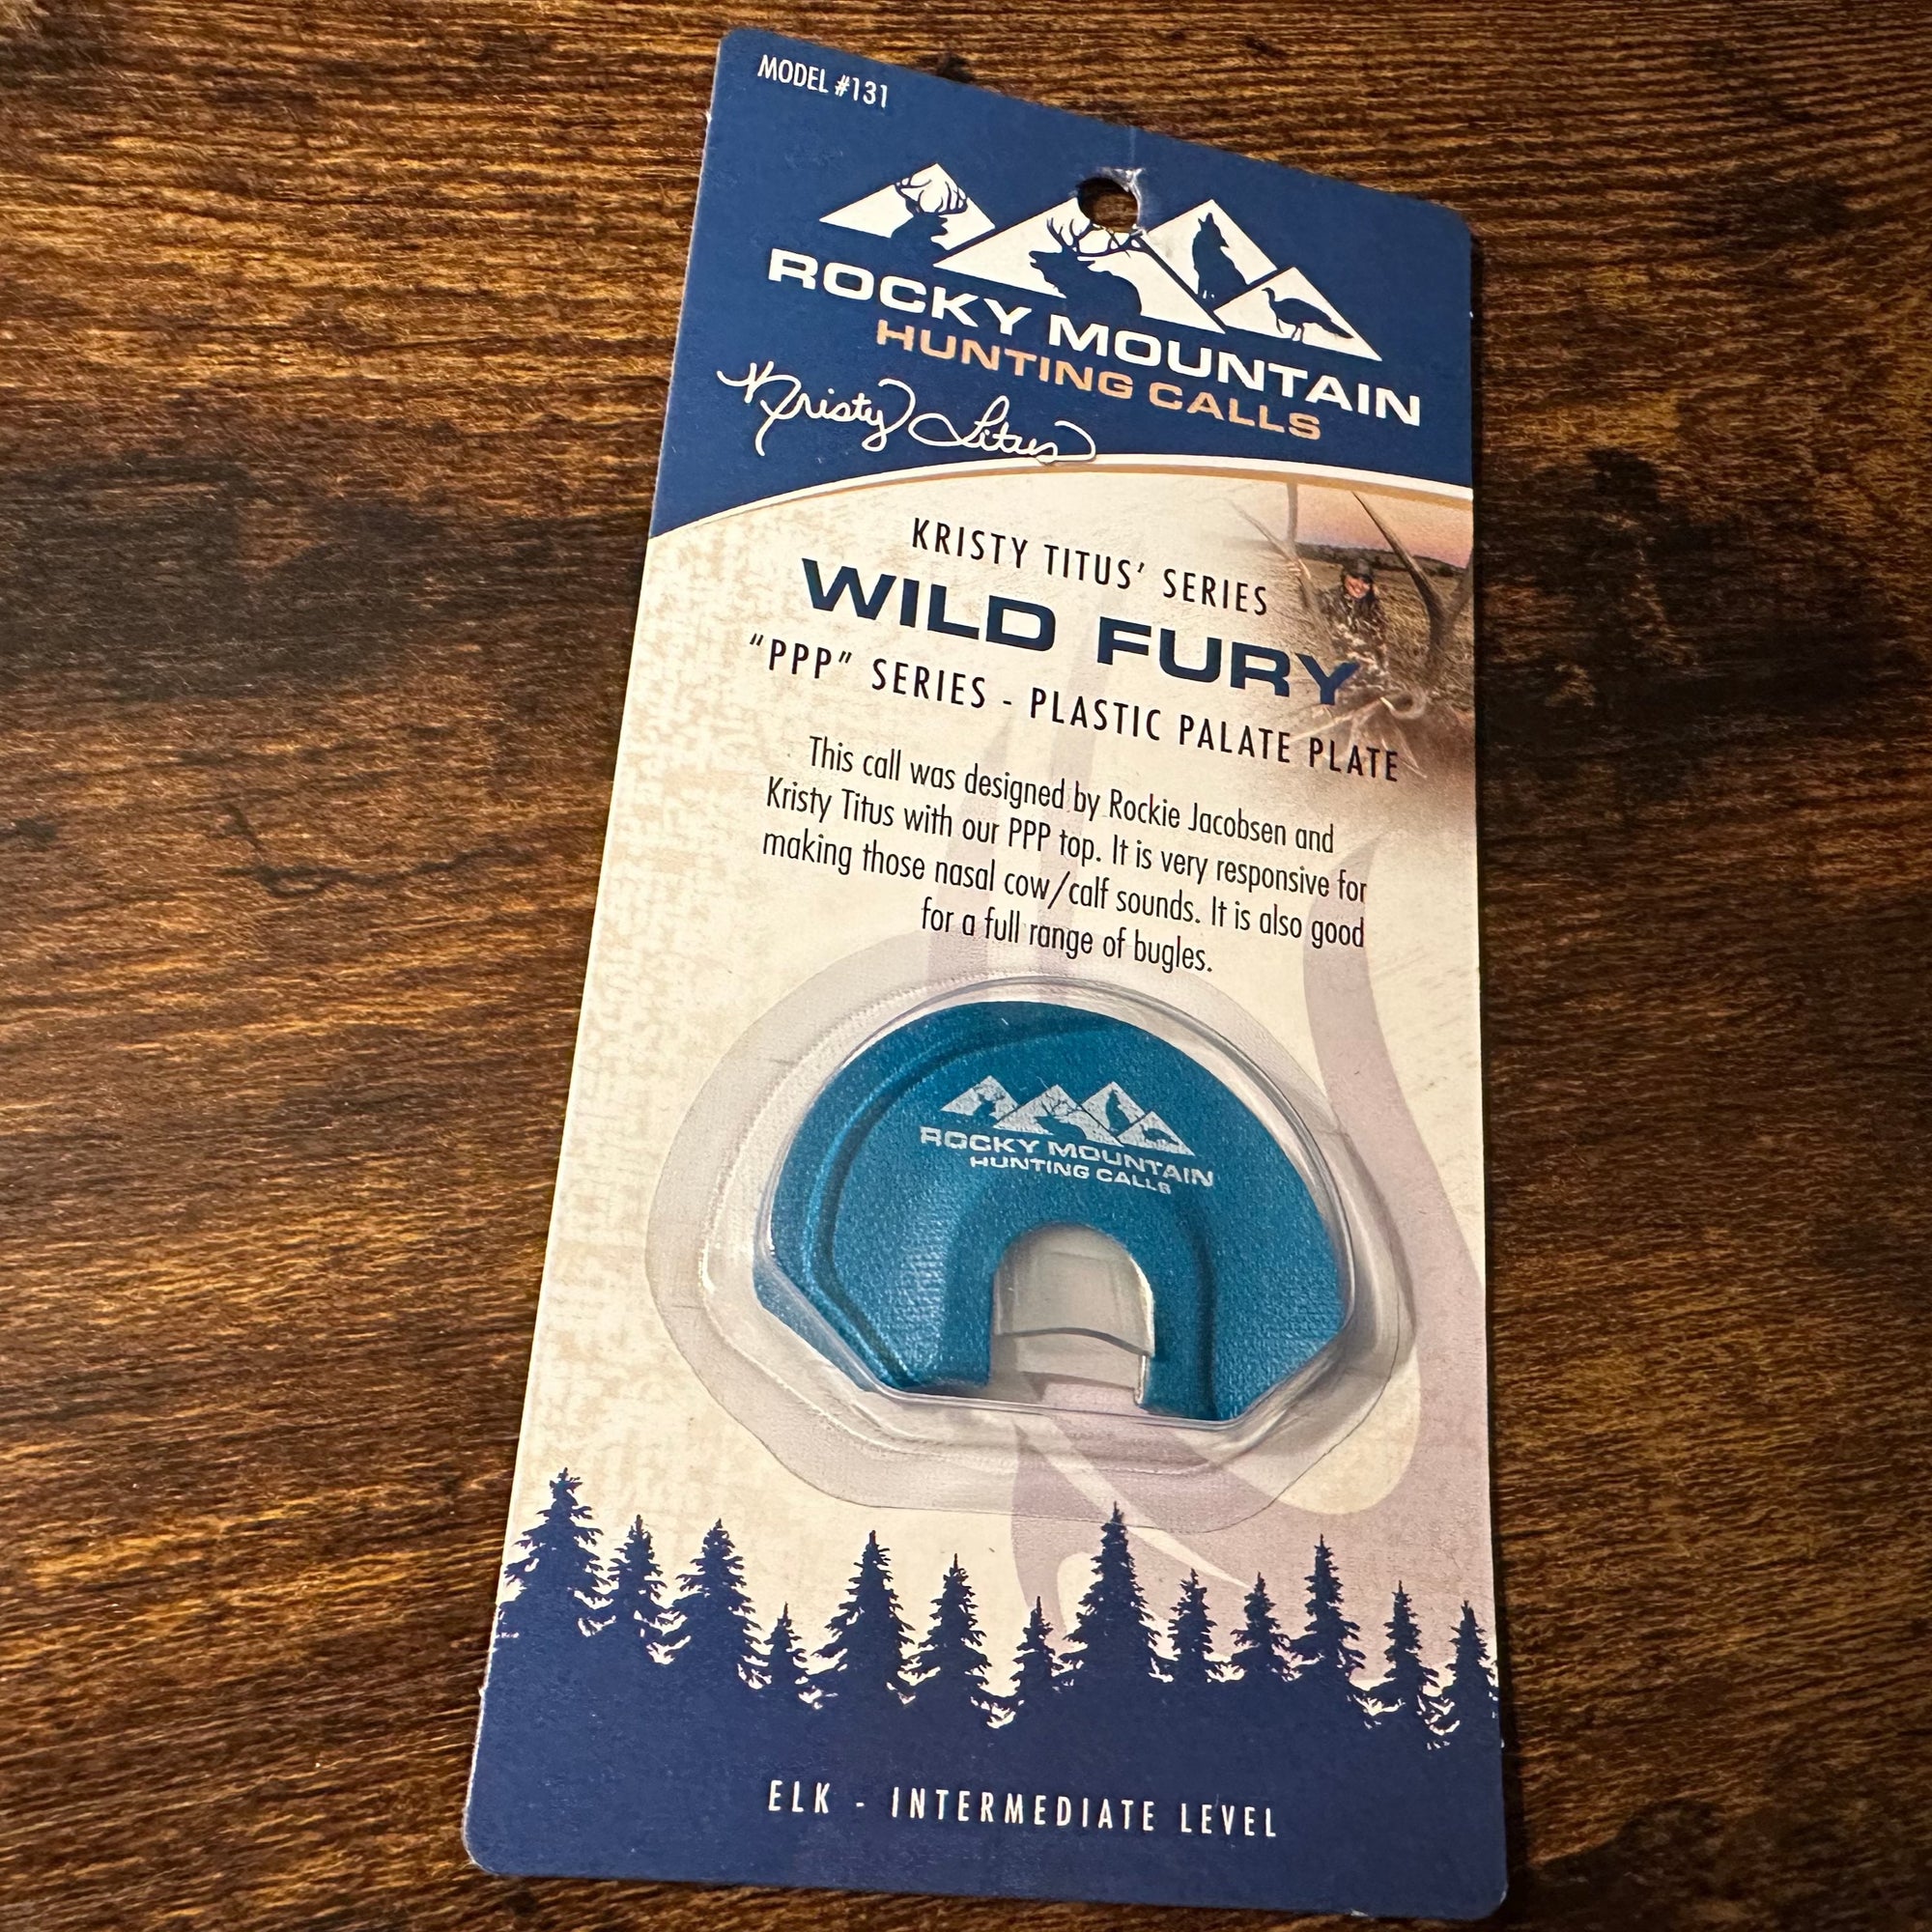 MODEL #131
ROCKY MOUNTAIN
HUNTING CALLS
Kristy Titus
KRISTY TITUS' SERIES
WILD FURY
"PPP" SERIES - PLASTIC PALATE PLATE
This call was designed by Rockie Jacobsen and
Kristy Titus with our PPP top. It is very responsive for
making those nasal cow/calf sounds. It is also good
for a full range of bugles.
ROCKY MOUNTAIN
HUNTING CALLS
ELK - INTERMEDIATE LEVEL